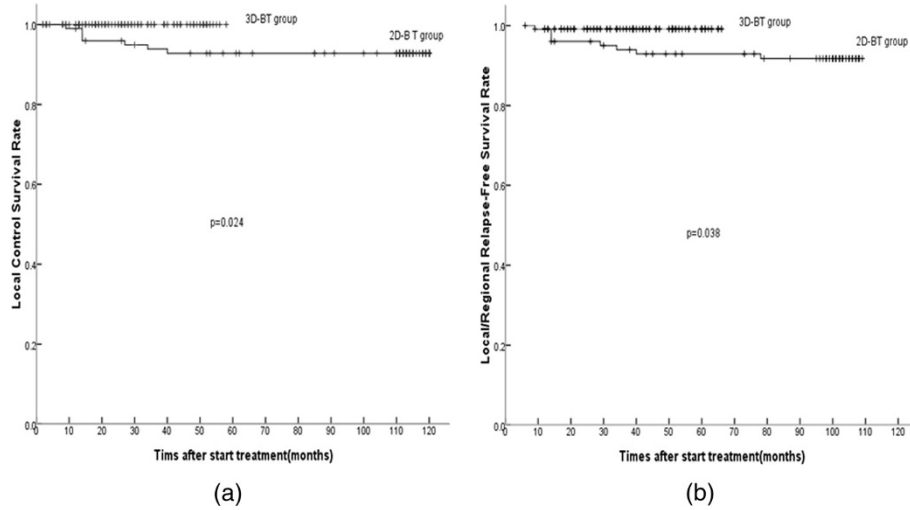 3D-BT group
2D-B T group
Local Control Survival Rate
1.0
0.8
0.6
0.4
0.2
0.0
p=0.024
0 10 20 30 40 50 60 70 80 90 100 110 120
Tims after start treatment(months)
(a)
3D-BT group
2D-BT group
Local/Regional Relapse-Free Survival Rate
1.0
0.8
0.6
0.4
0.2
0.0
p=0.038
0 10 20 30 40 50 60 70 80 90 100 110 120
Times after start treatment(months)
(b)